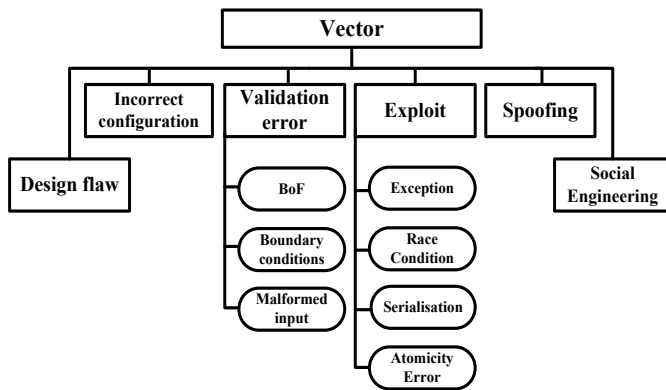 Vector
Incorrect
configuration
Validation
error
Exploit
Spoofing
Design flaw
Social
Engineering
BoF
Boundary
conditions
Malformed
input
Exception
Race
Condition
Serialisation
Atomicity
Error